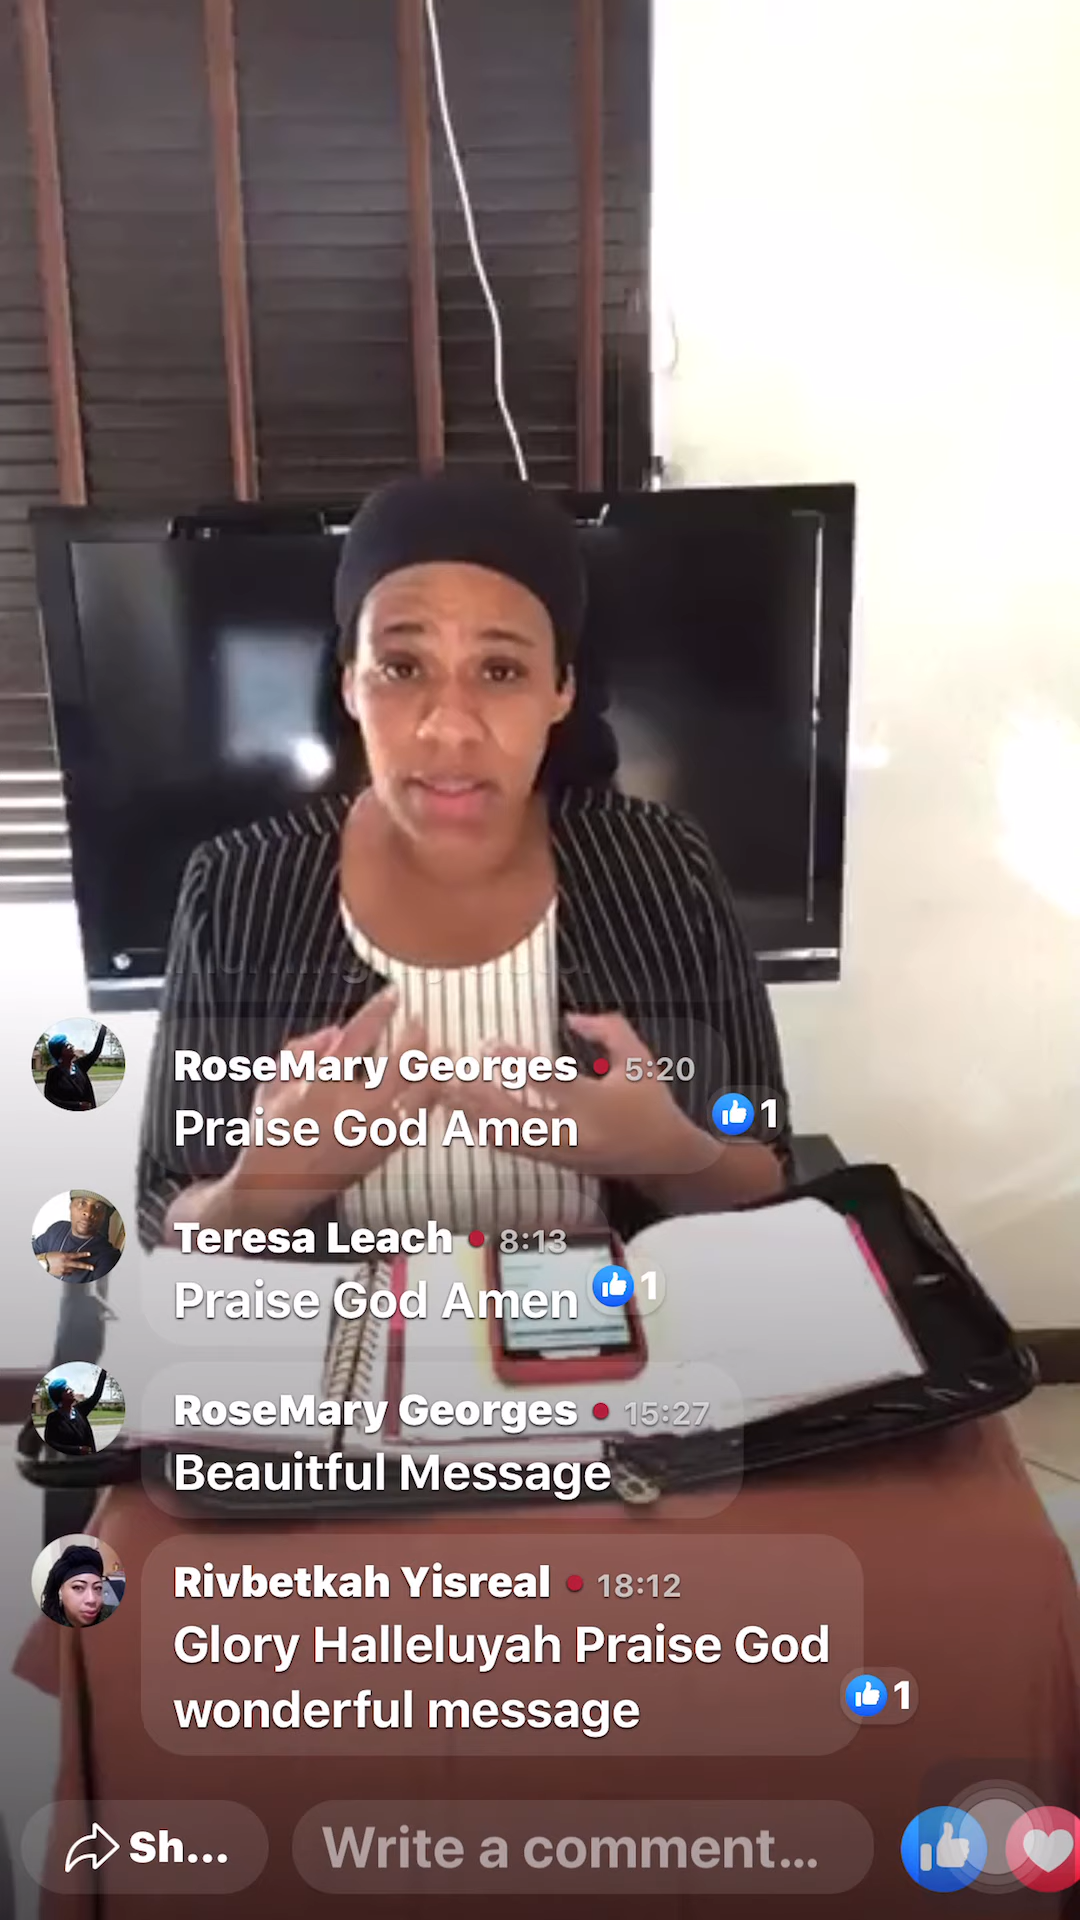 RoseMary Georges • 5:20
Praise God Amen
1
Teresa Leach • 8:13
Praise God Amen
1
RoseMary Georges • 15:27
Beauitful Message
Rivbetkah Yisreal • 18:12
Glory Halleluyah Praise God
wonderful message
1
Sh...
Write a comment...